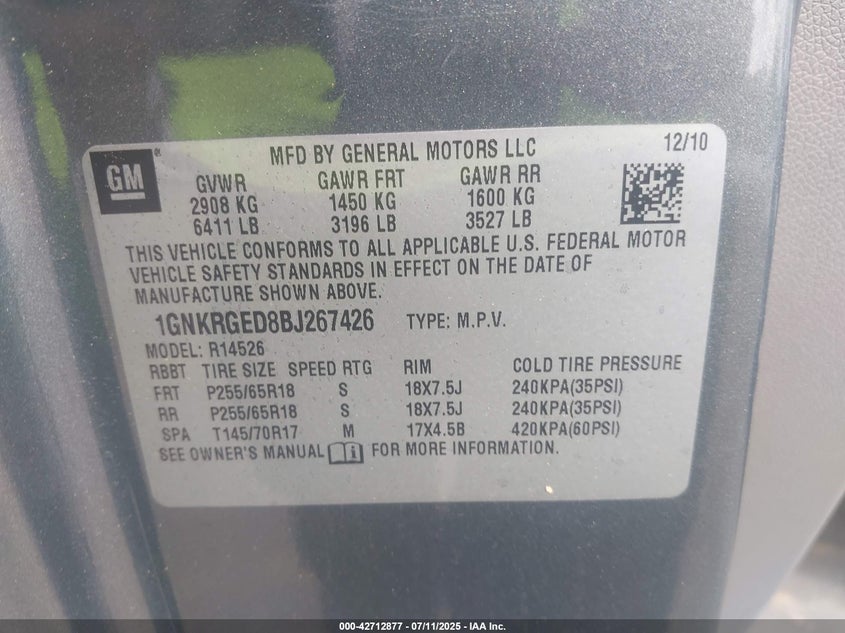 MFD BY GENERAL MOTORS LLC 12/10
GM ®
GVWR GAWR FRT GAWR RR
2908 KG 1450 KG 1600 KG
6411 LB 3196 LB 3527 LB
THIS VEHICLE CONFORMS TO ALL APPLICABLE U.S. FEDERAL MOTOR
VEHICLE SAFETY STANDARDS IN EFFECT ON THE DATE OF
MANUFACTURE SHOWN ABOVE.
1GNKRGED8BJ267426 TYPE: M.P.V.
MODEL: R14526
RBBT TIRE SIZE SPEED RTG RIM COLD TIRE PRESSURE
FRT P255/65R18 S 18X7.5J 240KPA(35PSI)
RR P255/65R18 S 18X7.5J 240KPA(35PSI)
SPA T145/70R17 M 17X4.5B 420KPA(60PSI)
SEE OWNER'S MANUAL i FOR MORE INFORMATION.
000-42712877 - 07/11/2025 - IAA Inc.